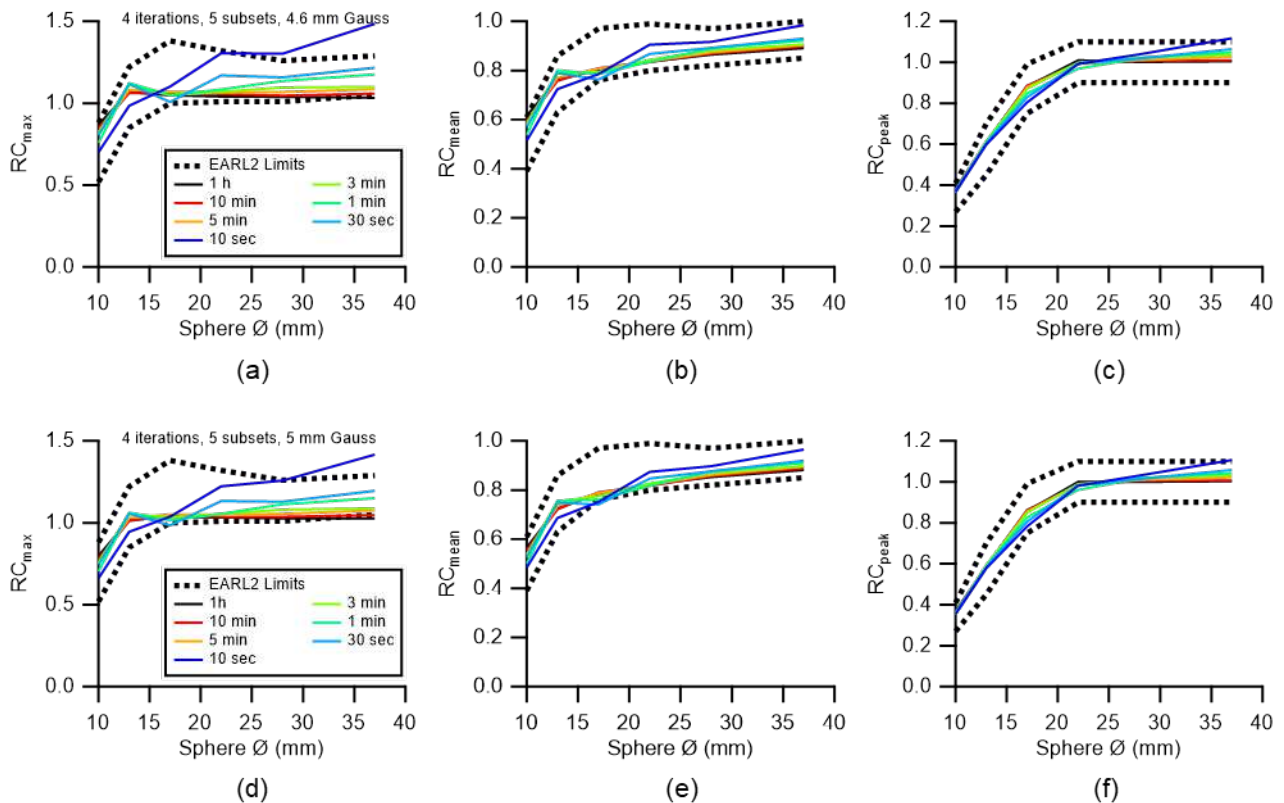 4 iterations, 5 subsets, 4.6 mm Gauss
1.5
1.0
0.5
0.0
RCmax
EARL2 Limits
1 h
10 min
5 min
10 sec
3 min
1 min
30 sec
10 15 20 25 30 35 40
Sphere Ø (mm)
(a)
1.0
0.8
0.6
0.4
0.2
0.0
RCmean
10 15 20 25 30 35 40
Sphere Ø (mm)
(b)
1.2
1.0
0.8
0.6
0.4
0.2
0.0
RCpeak
10 15 20 25 30 35 40
Sphere Ø (mm)
(c)
4 iterations, 5 subsets, 5 mm Gauss
1.5
1.0
0.5
0.0
RCmax
EARL2 Limits
1h
10 min
5 min
10 sec
3 min
1 min
30 sec
10 15 20 25 30 35 40
Sphere Ø (mm)
(d)
1.0
0.8
0.6
0.4
0.2
0.0
RCmean
10 15 20 25 30 35 40
Sphere Ø (mm)
(e)
1.2
1.0
0.8
0.6
0.4
0.2
0.0
RCpeak
10 15 20 25 30 35 40
Sphere Ø (mm)
(f)